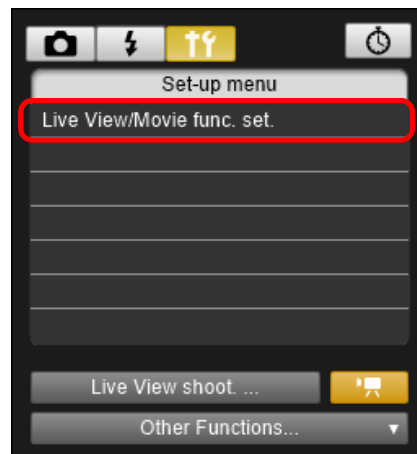 Set-up menu
Live View/Movie func. set.
Live View shoot. ...
Other Functions...